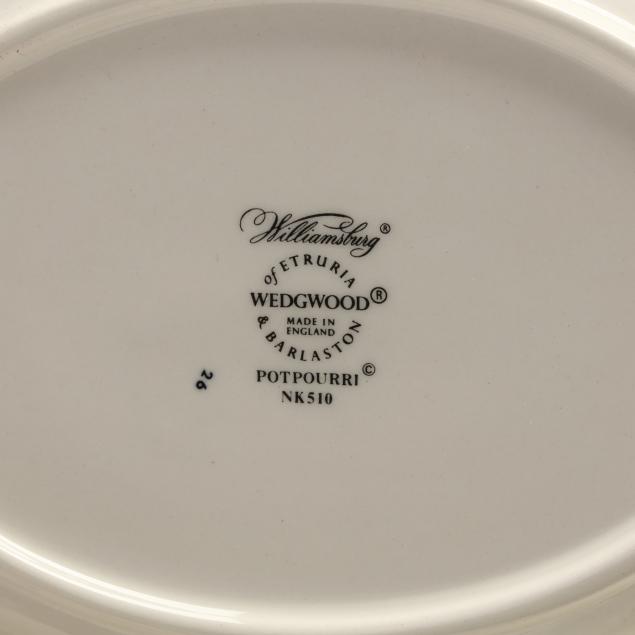 Williamsburg®
of ETRURIA
WEDGWOOD®
MADE IN
ENGLAND
& BARLASTON
POTPOURRI©
NK510
26